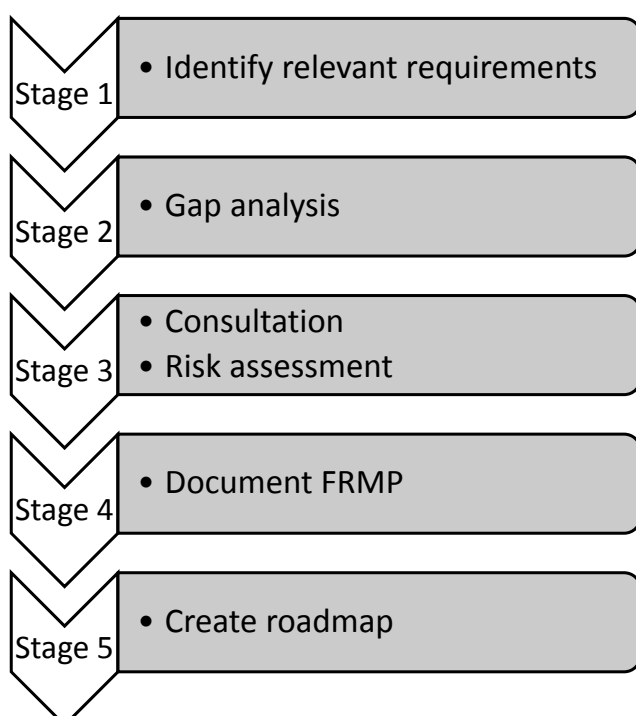 Stage 1
• Identify relevant requirements
Stage 2
• Gap analysis
Stage 3
• Consultation
• Risk assessment
Stage 4
• Document FRMP
Stage 5
• Create roadmap